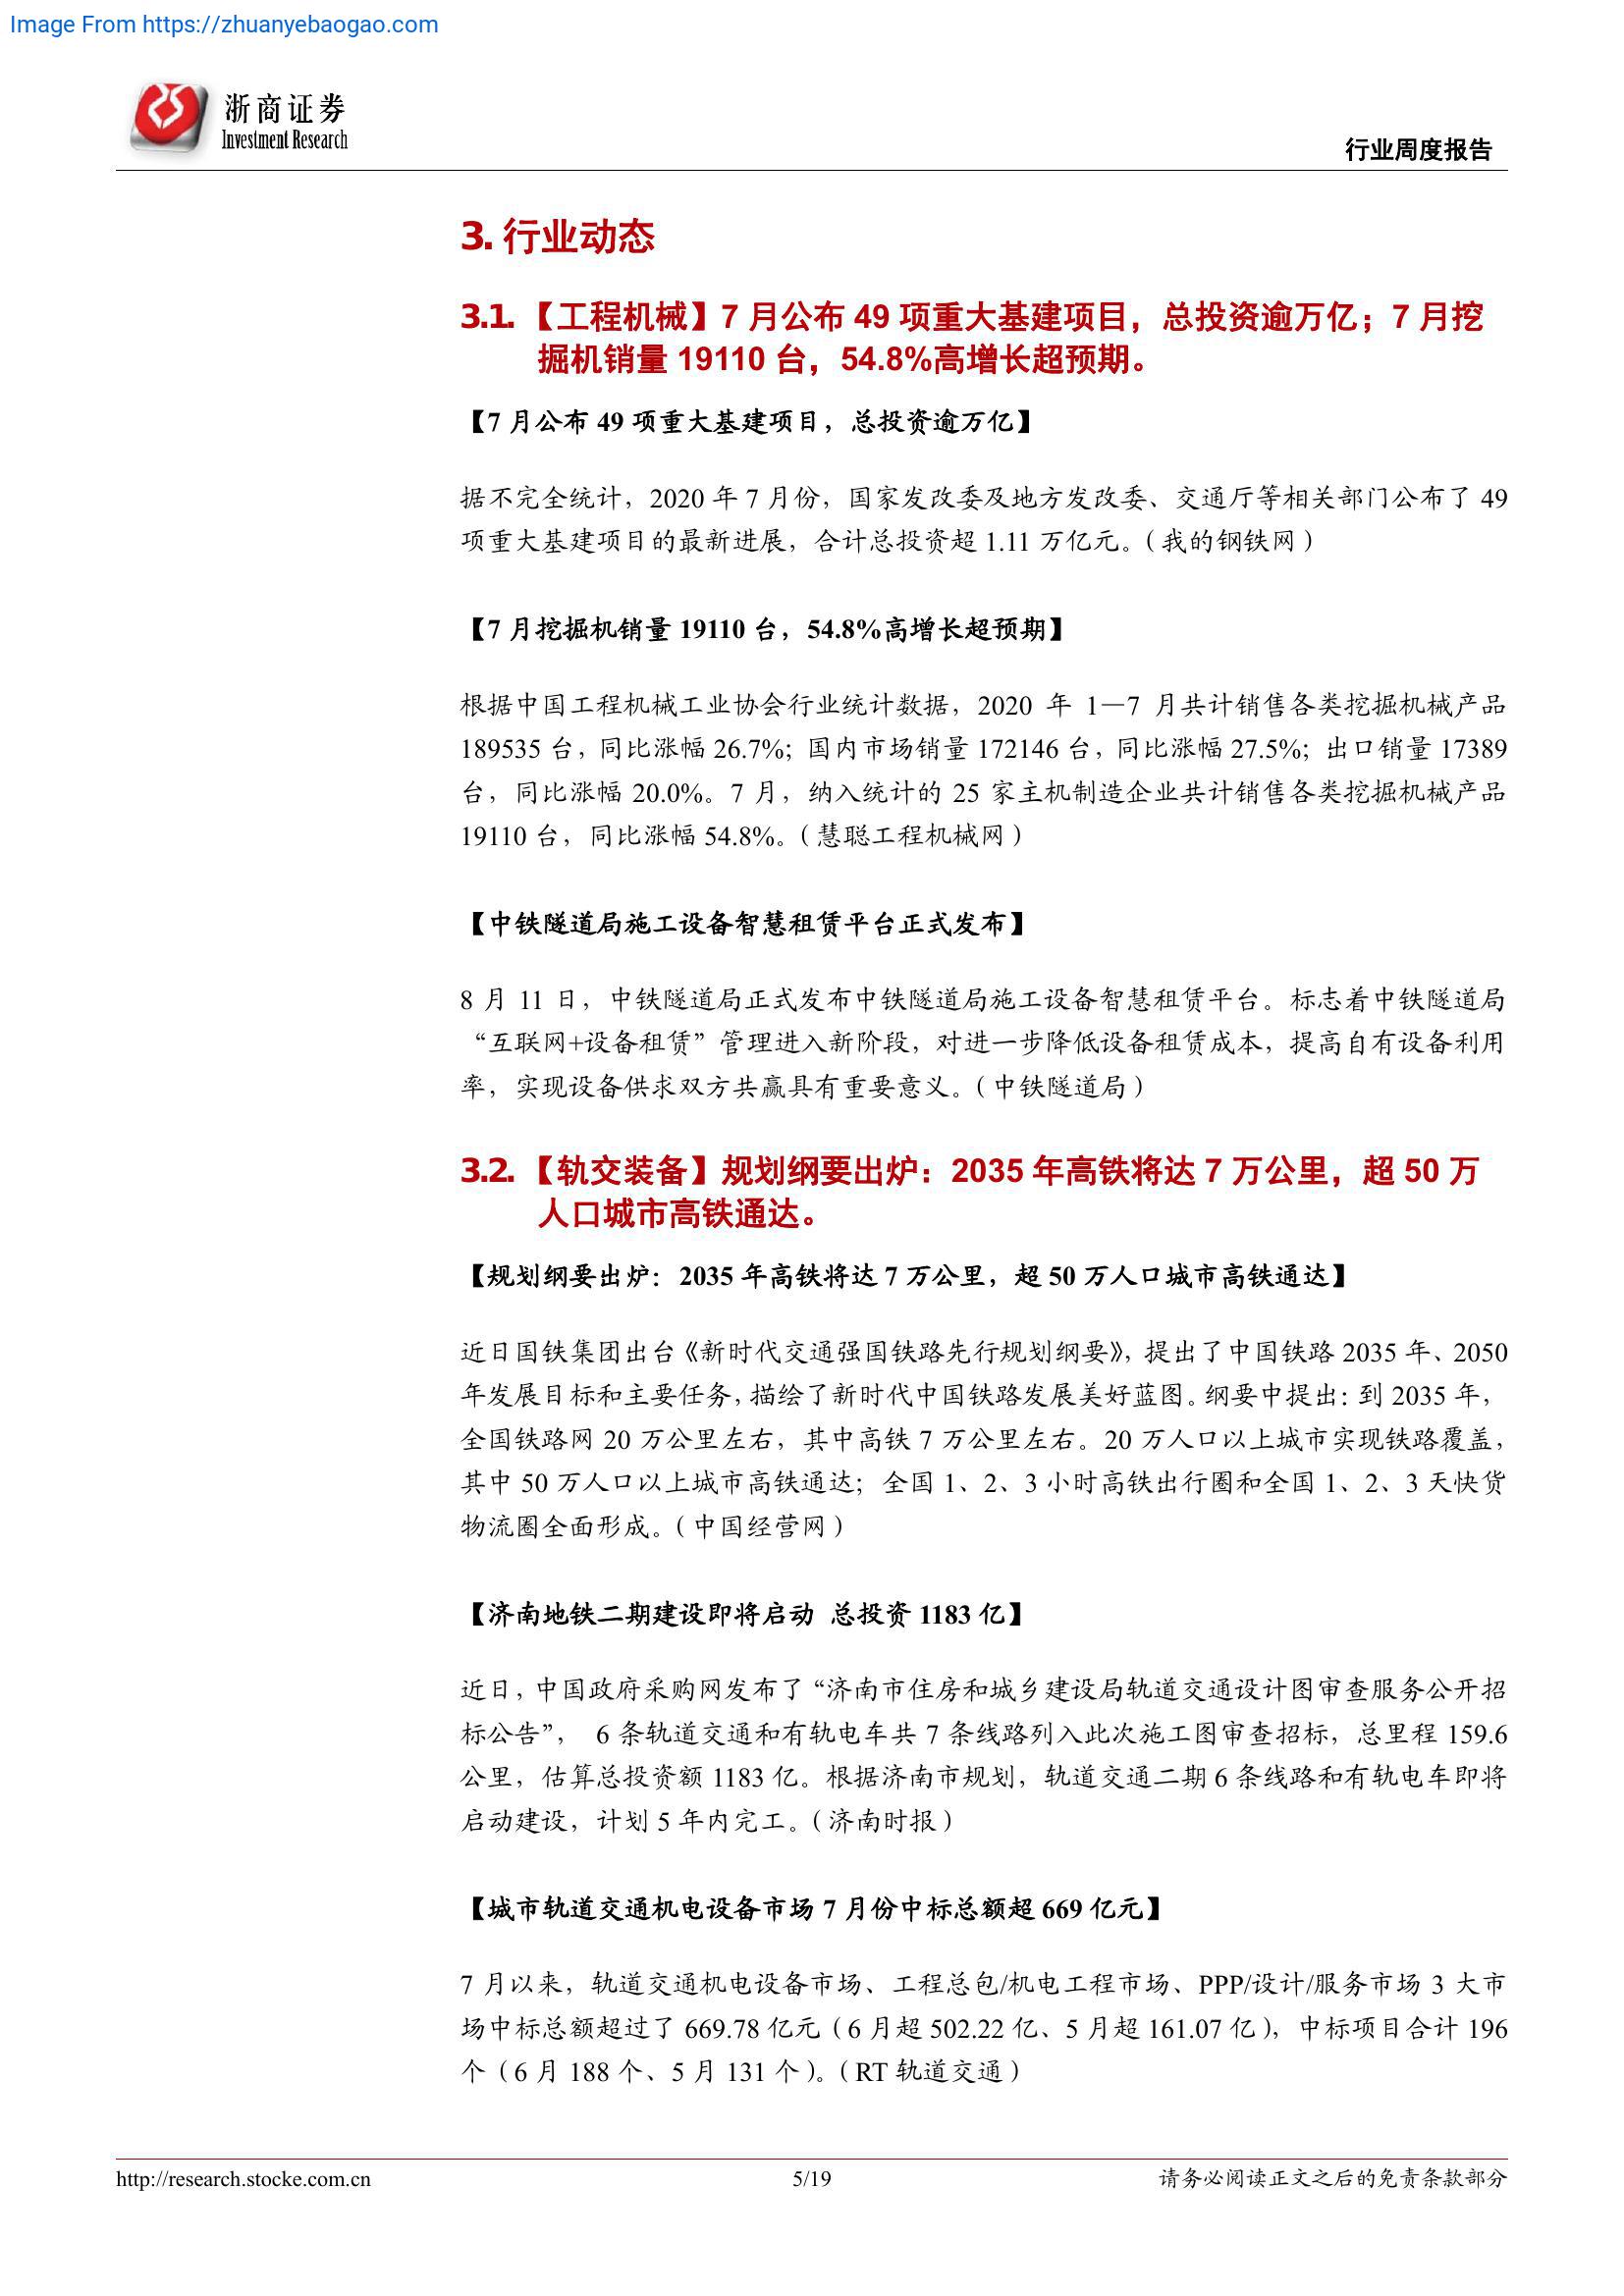 Image From https://zhuanyebaogao.com
浙商证券
Investment Research
行业周度报告
3. 行业动态
3.1. 【工程机械】7 月公布 49 项重大基建项目，总投资逾万亿；7 月挖
掘机销量 19110 台，54.8%高增长超预期。
【7 月公布 49 项重大基建项目，总投资逾万亿】
据不完全统计，2020 年 7 月份，国家发改委及地方发改委、交通厅等相关部门公布了 49
项重大基建项目的最新进展，合计总投资超 1.11 万亿元。（我的钢铁网）
【7 月挖掘机销量 19110 台，54.8%高增长超预期】
根据中国工程机械工业协会行业统计数据，2020 年 1—7 月共计销售各类挖掘机械产品
189535 台，同比涨幅 26.7%；国内市场销量 172146 台，同比涨幅 27.5%；出口销量 17389
台，同比涨幅 20.0%。7 月，纳入统计的 25 家主机制造企业共计销售各类挖掘机械产品
19110 台，同比涨幅 54.8%。（慧聪工程机械网）
【中铁隧道局施工设备智慧租赁平台正式发布】
8 月 11 日，中铁隧道局正式发布中铁隧道局施工设备智慧租赁平台。标志着中铁隧道局
“互联网+设备租赁”管理进入新阶段，对进一步降低设备租赁成本，提高自有设备利用
率，实现设备供求双方共赢具有重要意义。（中铁隧道局）
3.2. 【轨交装备】规划纲要出炉：2035 年高铁将达 7 万公里，超 50 万
人口城市高铁通达。
【规划纲要出炉：2035 年高铁将达 7 万公里，超 50 万人口城市高铁通达】
近日国铁集团出台《新时代交通强国铁路先行规划纲要》，提出了中国铁路 2035 年、2050
年发展目标和主要任务，描绘了新时代中国铁路发展美好蓝图。纲要中提出：到 2035 年，
全国铁路网 20 万公里左右，其中高铁 7 万公里左右。20 万人口以上城市实现铁路覆盖，
其中 50 万人口以上城市高铁通达；全国 1、2、3 小时高铁出行圈和全国 1、2、3 天快货
物流圈全面形成。（中国经营网）
【济南地铁二期建设即将启动 总投资 1183 亿】
近日，中国政府采购网发布了“济南市住房和城乡建设局轨道交通设计图审查服务公开招
标公告”， 6 条轨道交通和有轨电车共 7 条线路列入此次施工图审查招标，总里程 159.6
公里，估算总投资额 1183 亿。根据济南市规划，轨道交通二期 6 条线路和有轨电车即将
启动建设，计划 5 年内完工。（济南时报）
【城市轨道交通机电设备市场 7 月份中标总额超 669 亿元】
7 月以来，轨道交通机电设备市场、工程总包/机电工程市场、PPP/设计/服务市场 3 大市
场中标总额超过了 669.78 亿元（6 月超 502.22 亿、5 月超 161.07 亿），中标项目合计 196
个（6 月 188 个、5 月 131 个）。（RT 轨道交通）
http://research.stocke.com.cn
5/19
请务必阅读正文之后的免责条款部分